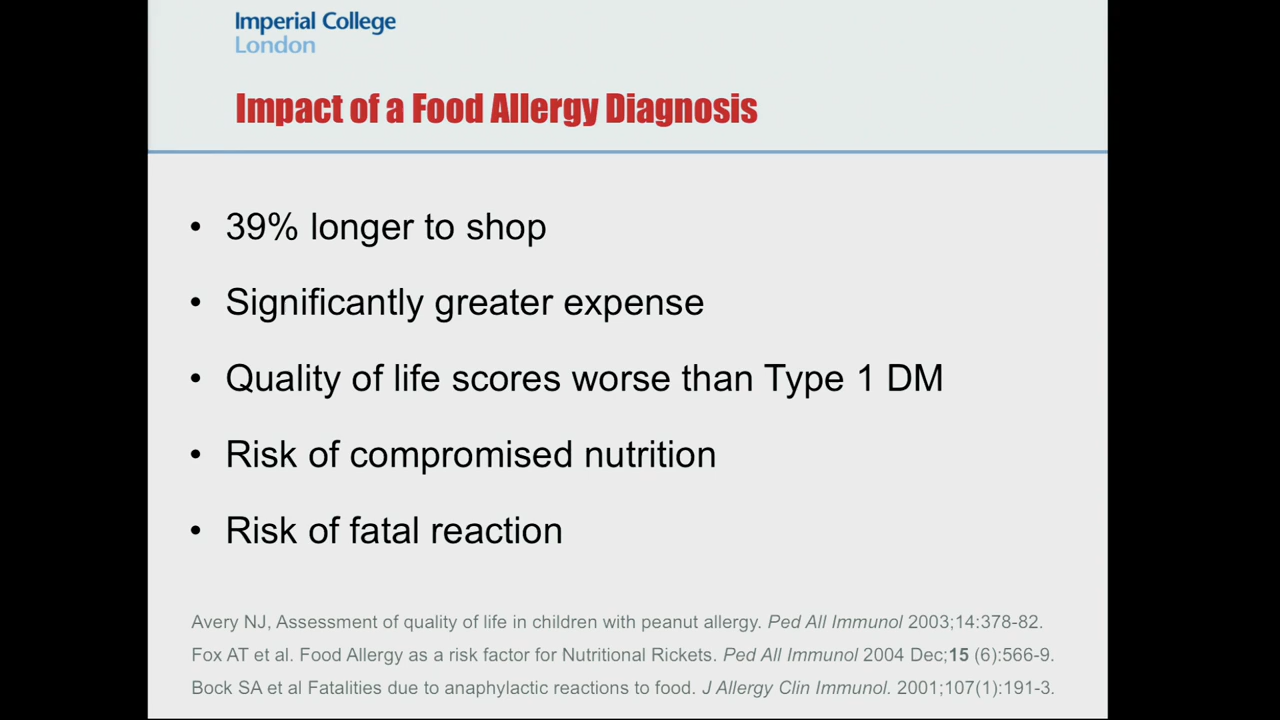 Imperial College
London
Impact of a Food Allergy Diagnosis
• 39% longer to shop
• Significantly greater expense
• Quality of life scores worse than Type 1 DM
• Risk of compromised nutrition
• Risk of fatal reaction
Avery NJ, Assessment of quality of life in children with peanut allergy. Ped All Immunol 2003;14:378-82.
Fox AT et al. Food Allergy as a risk factor for Nutritional Rickets. Ped All Immunol 2004 Dec;15 (6):566-9.
Bock SA et al Fatalities due to anaphylactic reactions to food. J Allergy Clin Immunol. 2001;107(1):191-3.